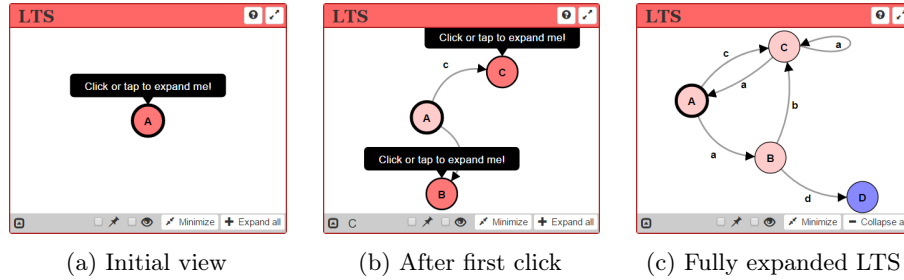 LTS
Click or tap to expand me!
A
Minimize
Expand all
(a) Initial view
LTS
Click or tap to expand me!
C
c
A
Click or tap to expand me!
B
C
Minimize
Expand all
(b) After first click
LTS
C
a
c
a
A
b
a
B
d
D
Minimize
Collapse a
(c) Fully expanded LTS